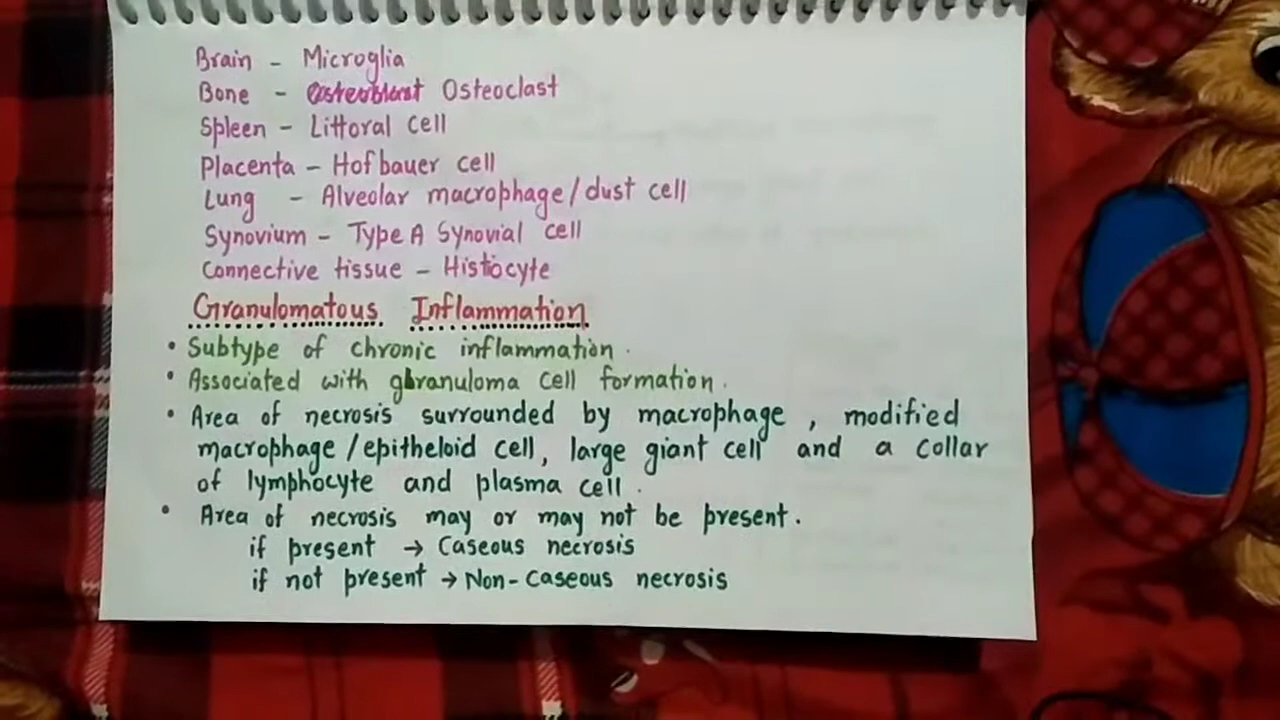 Brain - Microglia
Bone - Osteoblast Osteoclast
Spleen - Littoral cell
Placenta - Hofbauer cell
Lung - Alveolar macrophage/dust cell
Synovium - Type A Synovial cell
Connective tissue - Histiocyte
Granulomatous Inflammation
• Subtype of chronic inflammation.
• Associated with granuloma cell formation.
• Area of necrosis surrounded by macrophage, modified
macrophage/epitheloid cell, large giant cell and a collar
of lymphocyte and plasma cell.
• Area of necrosis may or may not be present.
if present → Caseous necrosis
if not present → Non-Caseous necrosis